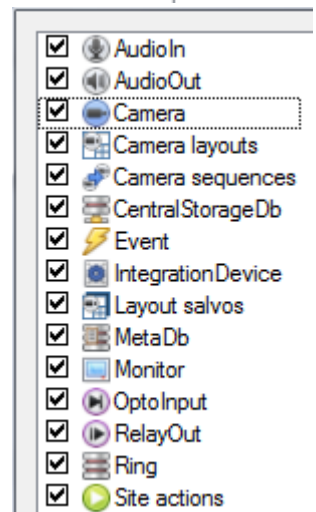 AudioIn
AudioOut
Camera
Camera layouts
Camera sequences
CentralStorageDb
Event
IntegrationDevice
Layout salvos
MetaDb
Monitor
OptoInput
RelayOut
Ring
Site actions